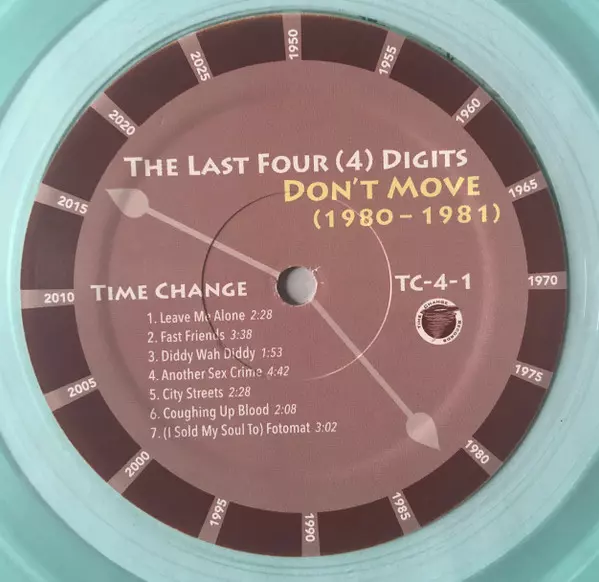 1950
1955
1960
1965
1970
1975
1980
1985
1990
1995
2000
2005
2010
2015
2020
2025
THE LAST FOUR (4) DIGITS
DON'T MOVE
(1980 – 1981)
TIME CHANGE
TC-4-1
TIME CHANGE RECORDS
1. Leave Me Alone 2:28
2. Fast Friends 3:38
3. Diddy Wah Diddy 1:53
4. Another Sex Crime 4:42
5. City Streets 2:28
6. Coughing Up Blood 2:08
7. (I Sold My Soul To) Fotomat 3:02